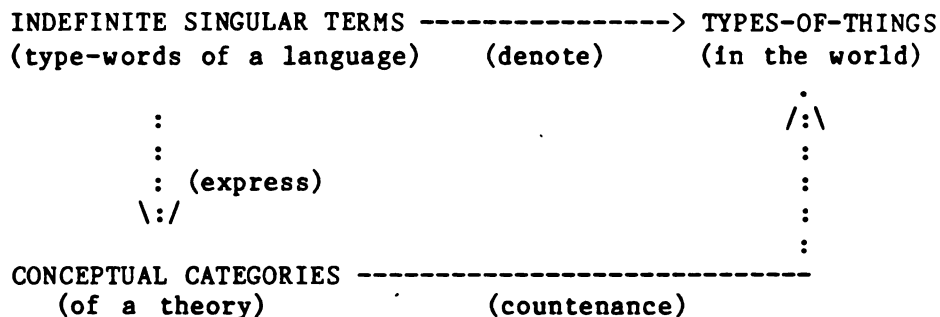 INDEFINITE SINGULAR TERMS ----------------> TYPES-OF-THINGS
(type-words of a language) (denote) (in the world)
.
: /:\
: :
: (express) :
\:/ :
:
CONCEPTUAL CATEGORIES -----------------------------
(of a theory) (countenance)